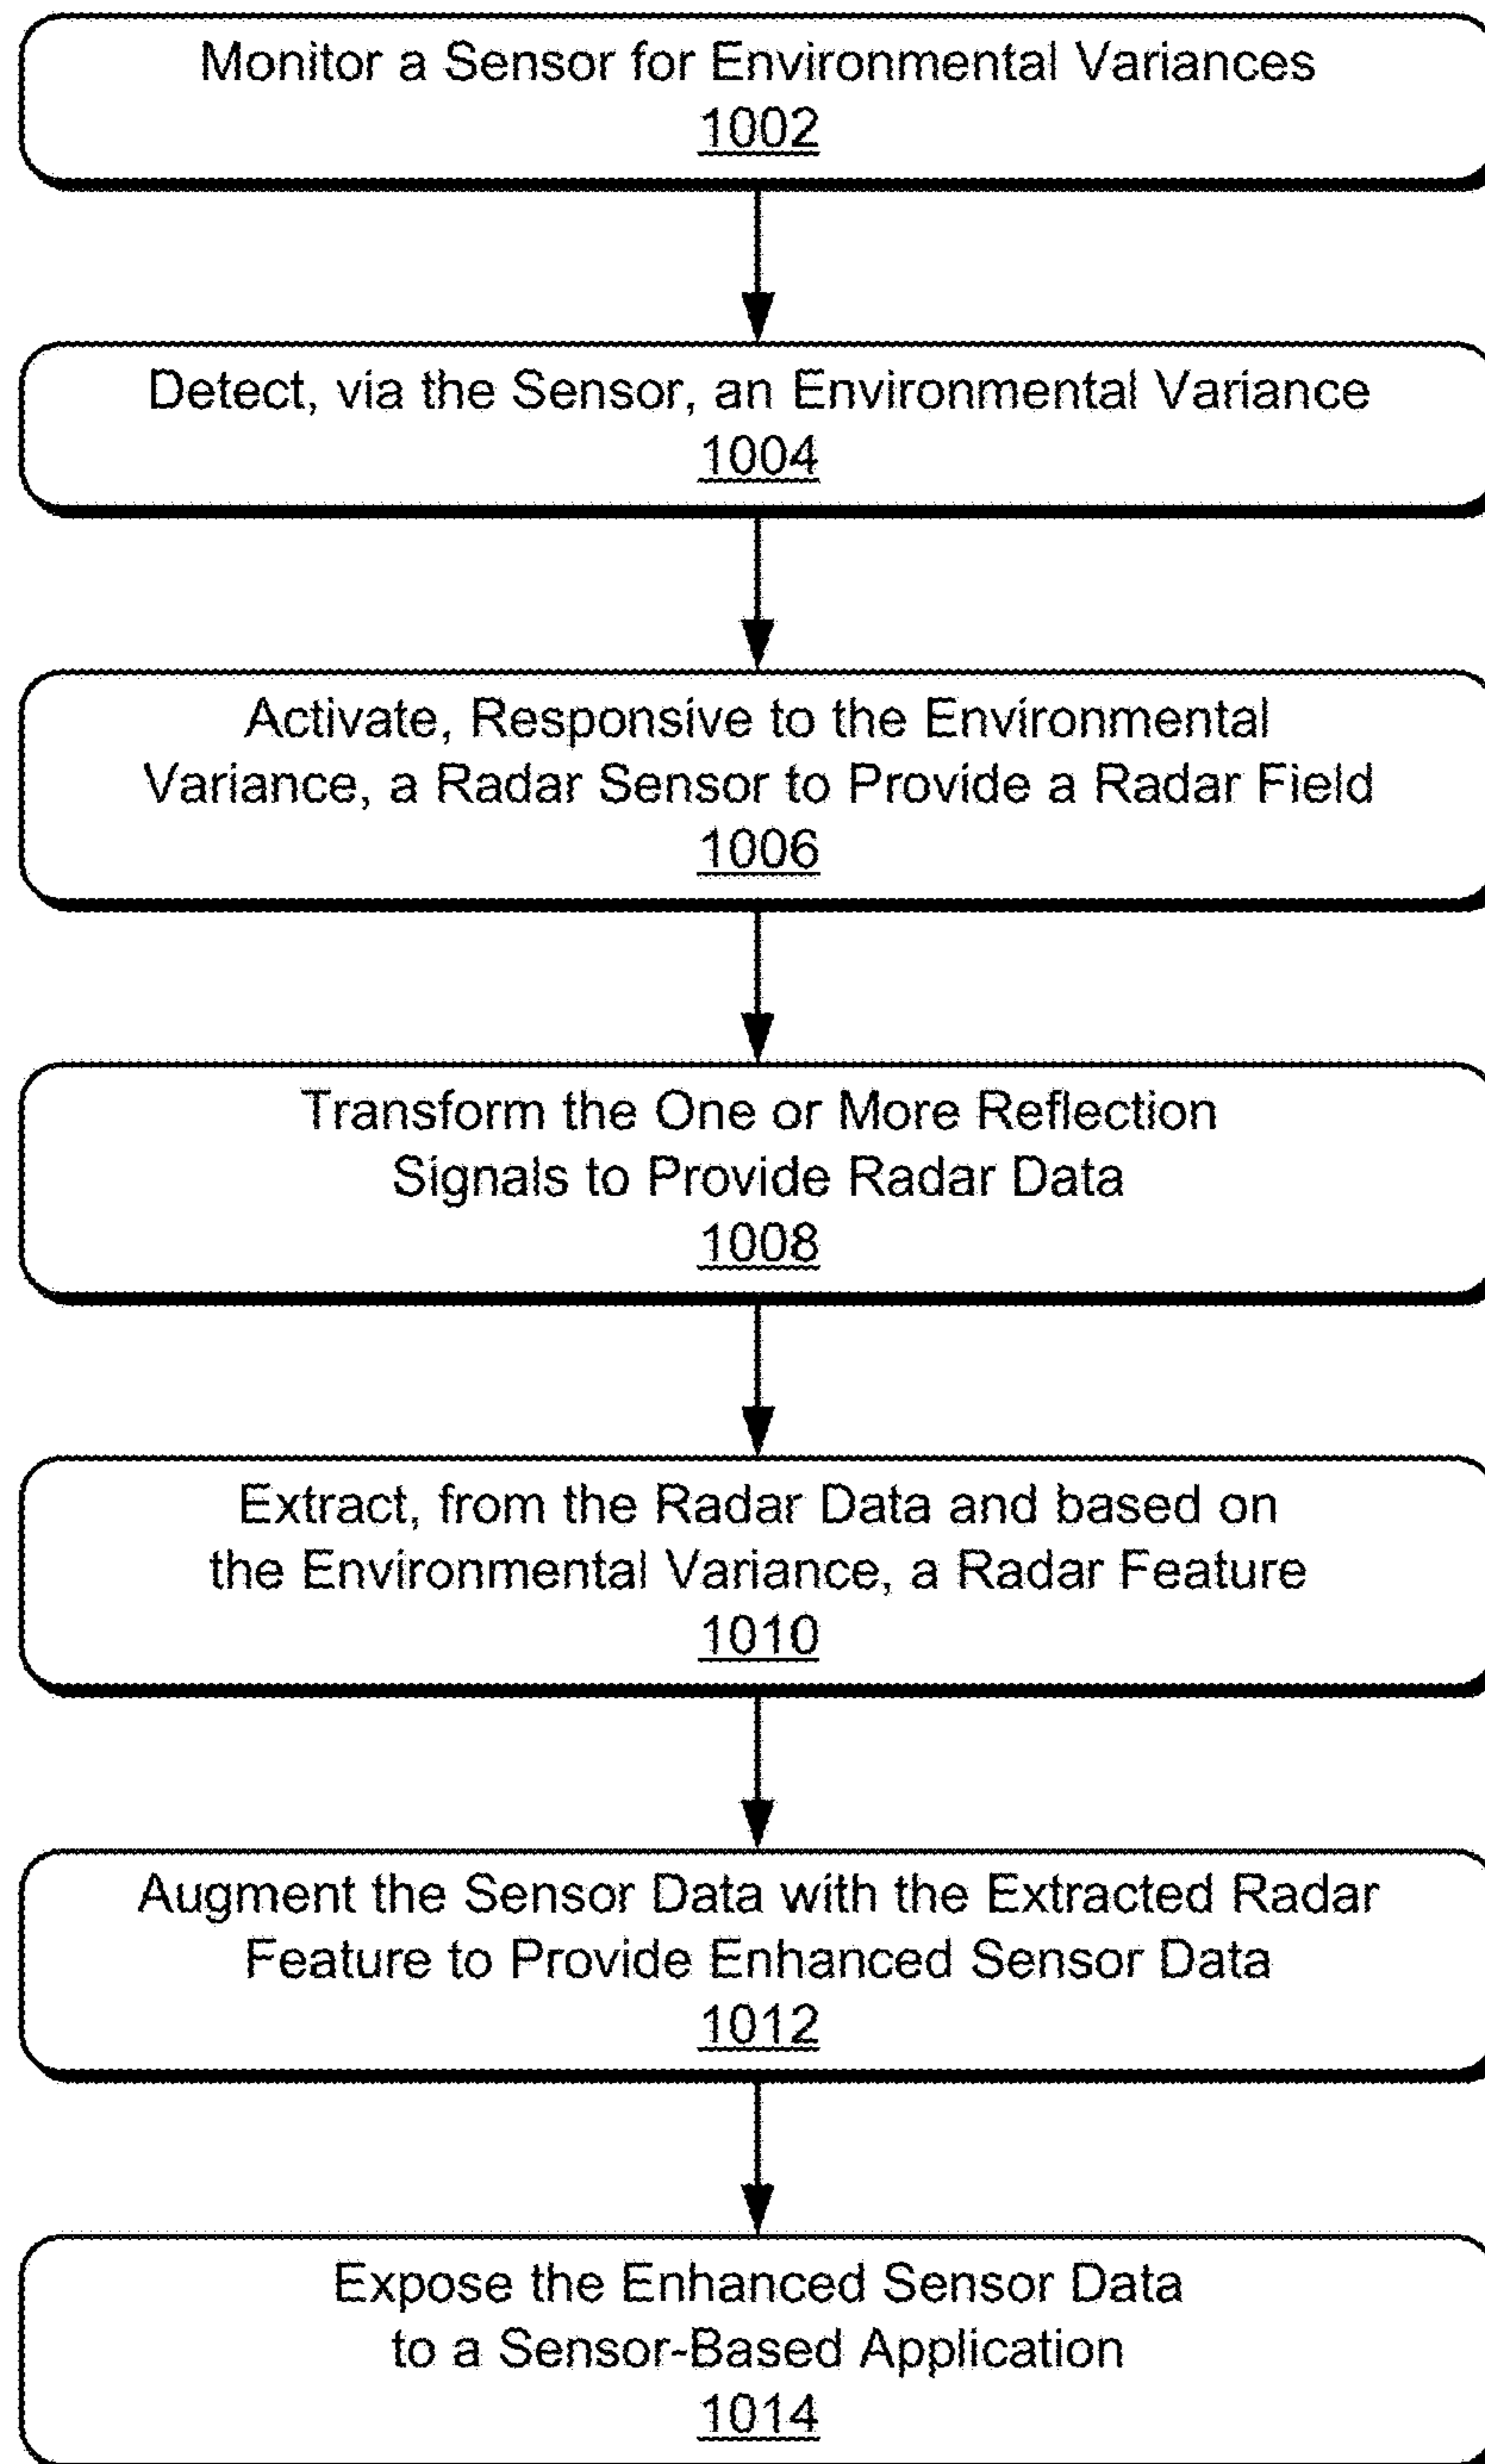 Monitor a Sensor for Environmental Variances
1002
Detect, via the Sensor, an Environmental Variance
1004
Activate, Responsive to the Environmental
Variance, a Radar Sensor to Provide a Radar Field
1006
Transform the One or More Reflection
Signals to Provide Radar Data
1008
Extract, from the Radar Data and based on
the Environmental Variance, a Radar Feature
1010
Augment the Sensor Data with the Extracted Radar
Feature to Provide Enhanced Sensor Data
1012
Expose the Enhanced Sensor Data
to a Sensor-Based Application
1014